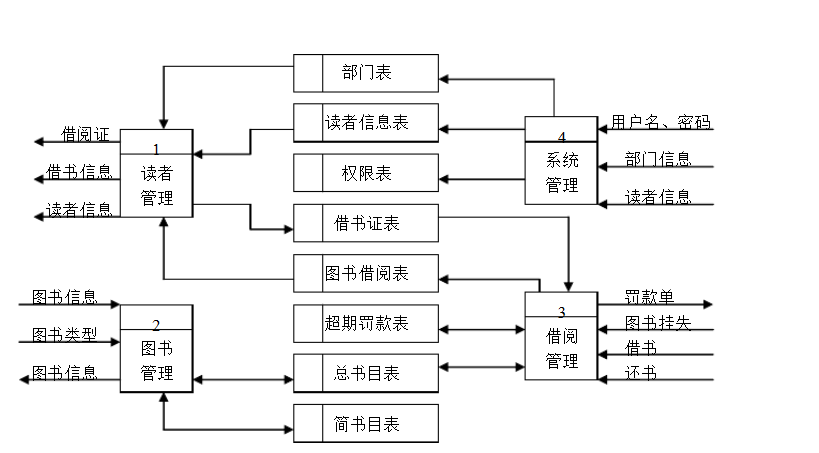 部门表
读者信息表
权限表
借书证表
图书借阅表
超期罚款表
总书目表
简书目表
借阅证
借书信息
读者信息
1
读者
管理
图书信息
图书类型
图书信息
2
图书
管理
4
系统
管理
用户名、密码
部门信息
读者信息
3
借阅
管理
罚款单
图书挂失
借书
还书